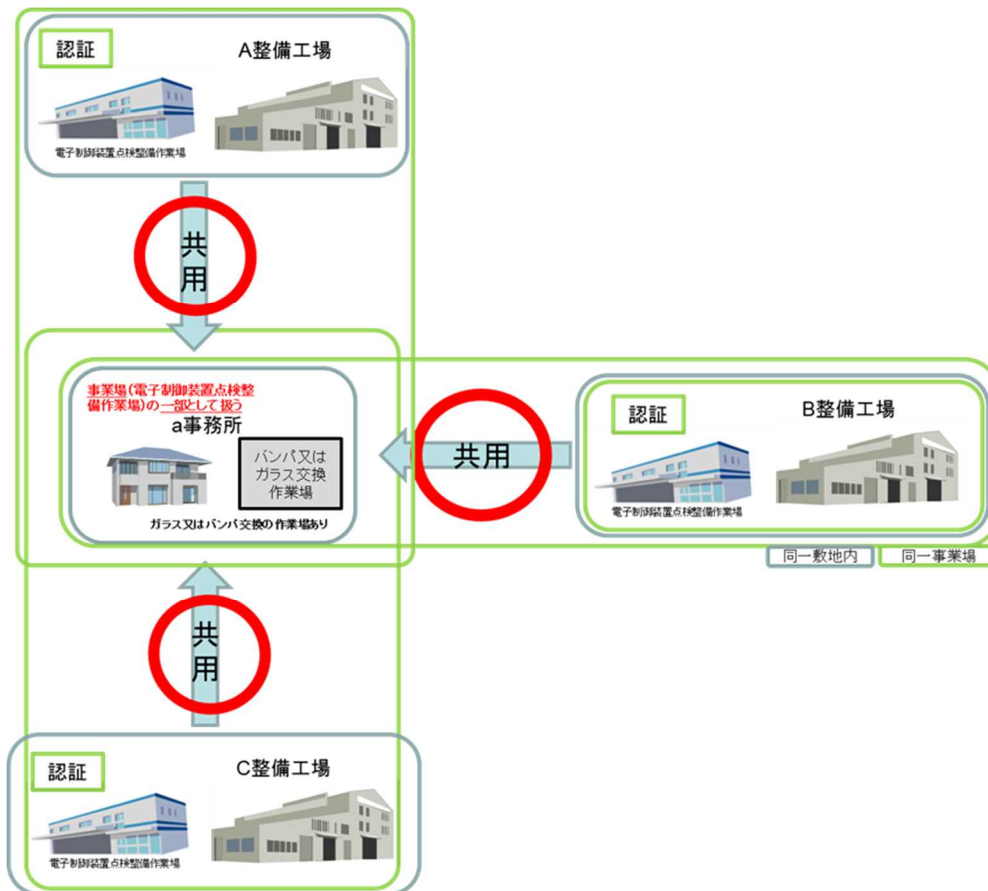 認証
A整備工場
電子制御装置点検整備作業場
共
用
事業場(電子制御装置点検整
備作業場)の一部として扱う
a事務所
バンパ又は
ガラス交換
作業場
ガラス又はバンパ交換の作業場あり
共用
認証
B整備工場
電子制御装置点検整備作業場
同一敷地内
同一事業場
共
用
認証
C整備工場
電子制御装置点検整備作業場